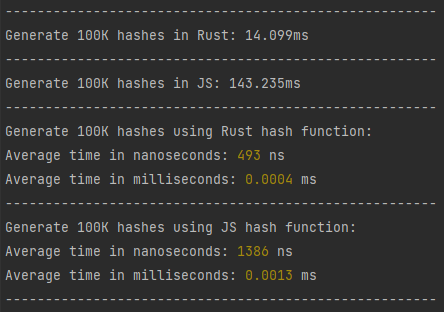 -------------------------------------------------------
Generate 100K hashes in Rust: 14.099ms
-------------------------------------------------------
Generate 100K hashes in JS: 143.235ms
-------------------------------------------------------
Generate 100K hashes using Rust hash function:
Average time in nanoseconds: 493 ns
Average time in milliseconds: 0.0004 ms
-------------------------------------------------------
Generate 100K hashes using JS hash function:
Average time in nanoseconds: 1386 ns
Average time in milliseconds: 0.0013 ms
-------------------------------------------------------